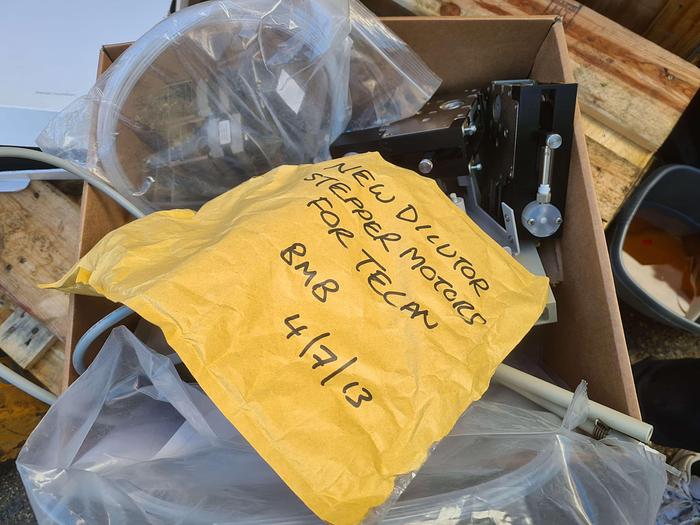 NEW DILUTOR
STEPPER MOTORS
FOR TECAN
BMB
4/7/13